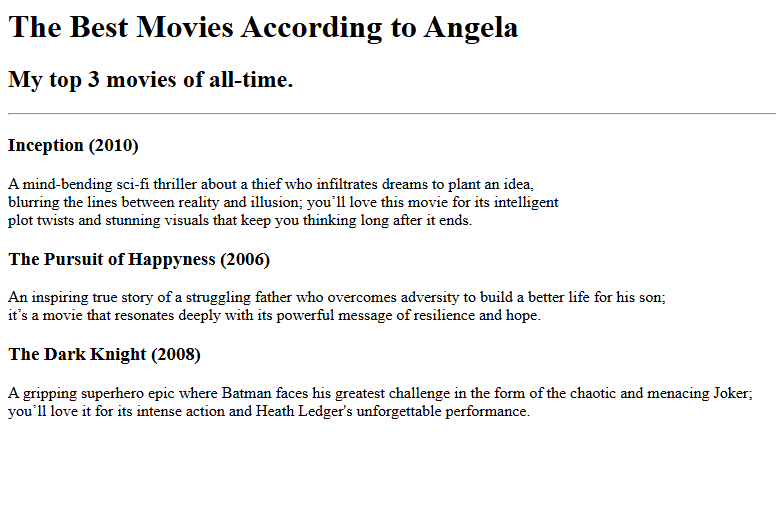 The Best Movies According to Angela
My top 3 movies of all-time.
Inception (2010)
A mind-bending sci-fi thriller about a thief who infiltrates dreams to plant an idea,
blurring the lines between reality and illusion; you’ll love this movie for its intelligent
plot twists and stunning visuals that keep you thinking long after it ends.
The Pursuit of Happyness (2006)
An inspiring true story of a struggling father who overcomes adversity to build a better life for his son;
it’s a movie that resonates deeply with its powerful message of resilience and hope.
The Dark Knight (2008)
A gripping superhero epic where Batman faces his greatest challenge in the form of the chaotic and menacing Joker;
you’ll love it for its intense action and Heath Ledger's unforgettable performance.